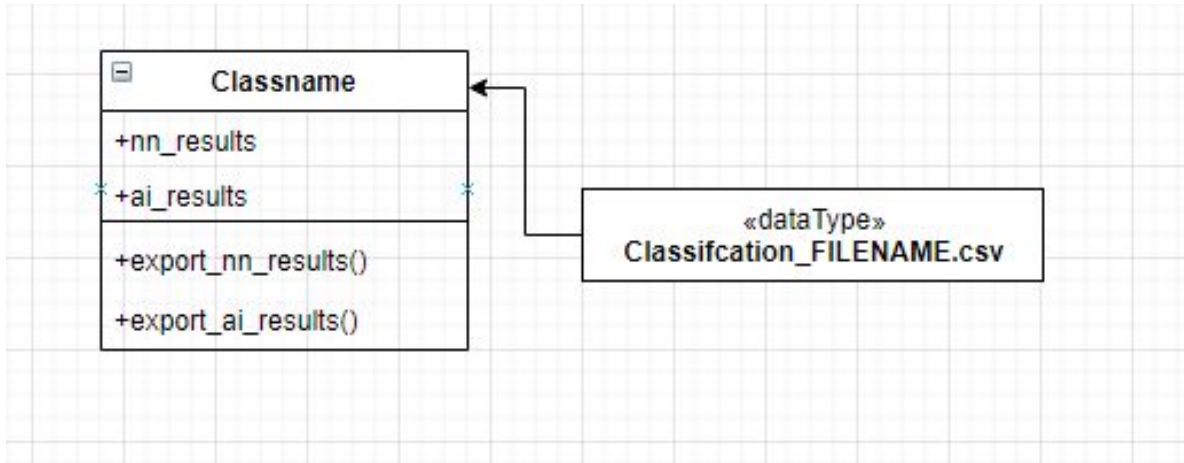 Classname
+nn_results
+ai_results
+export_nn_results()
+export_ai_results()
«dataType»
Classifcation_FILENAME.csv